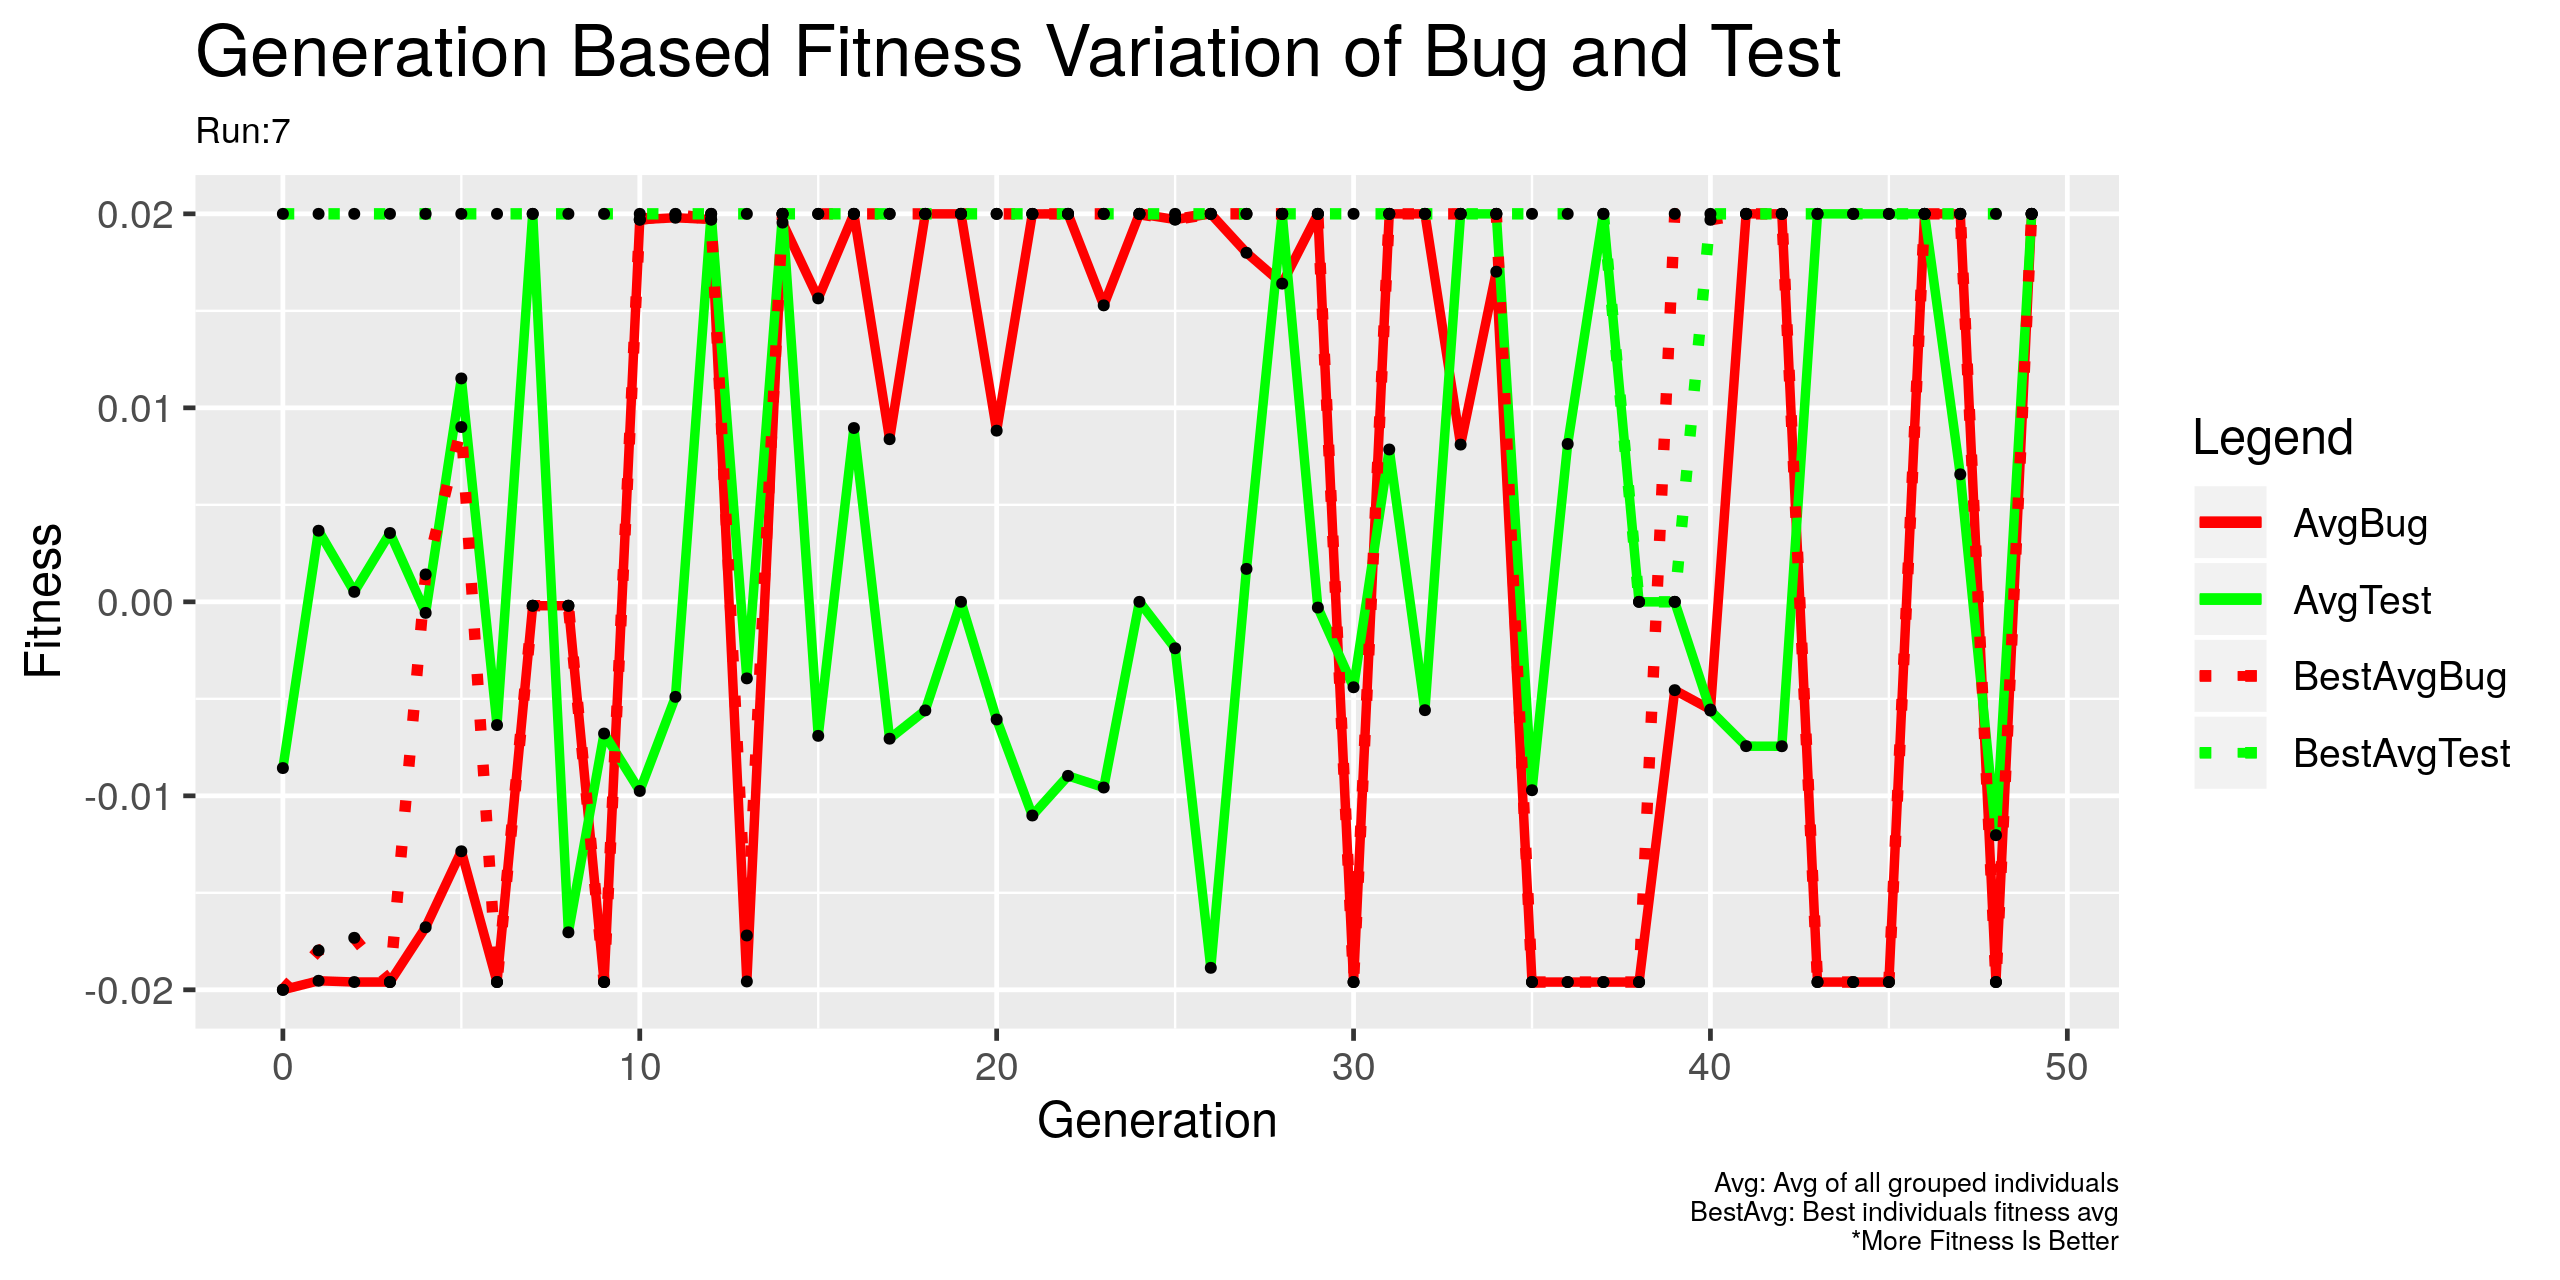 Generation Based Fitness Variation of Bug and Test
Run:7
Fitness
0.02
0.01
0.00
-0.01
-0.02
0 10 20 30 40 50
Generation
Legend
AvgBug
AvgTest
BestAvgBug
BestAvgTest
Avg: Avg of all grouped individuals
BestAvg: Best individuals fitness avg
*More Fitness Is Better